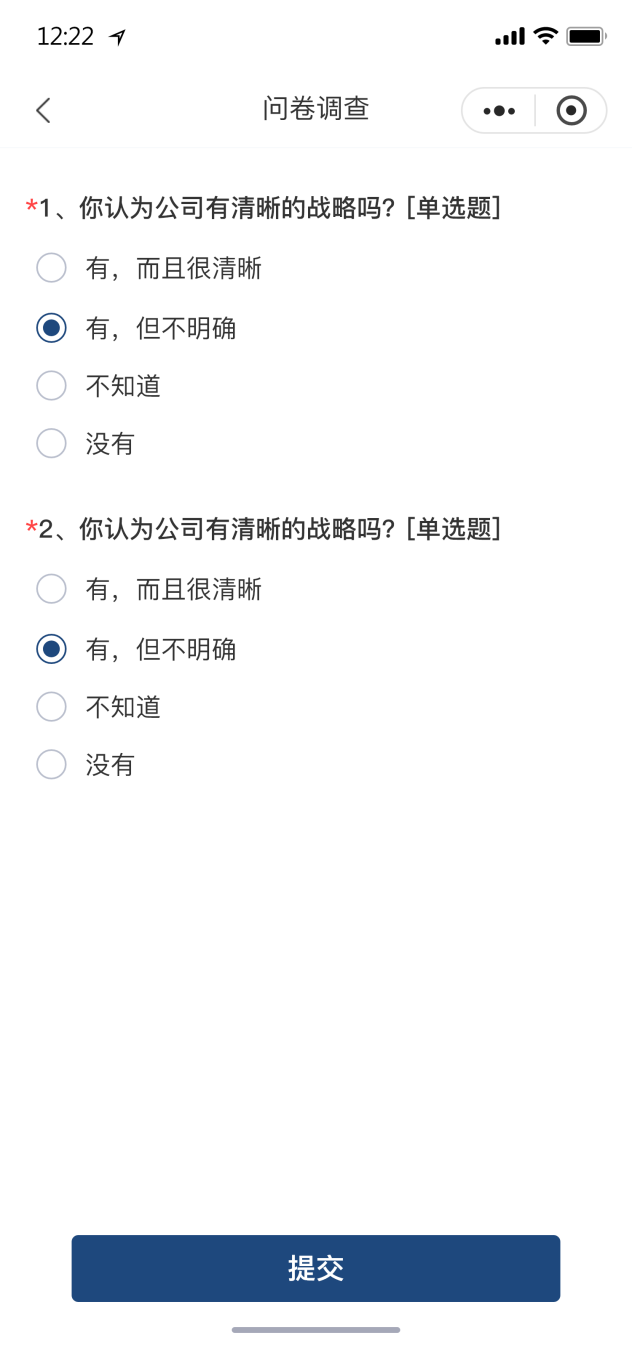 12:22
问卷调查
*1、你认为公司有清晰的战略吗? [单选题]
有，而且很清晰
有，但不明确
不知道
没有
*2、你认为公司有清晰的战略吗? [单选题]
有，而且很清晰
有，但不明确
不知道
没有
提交